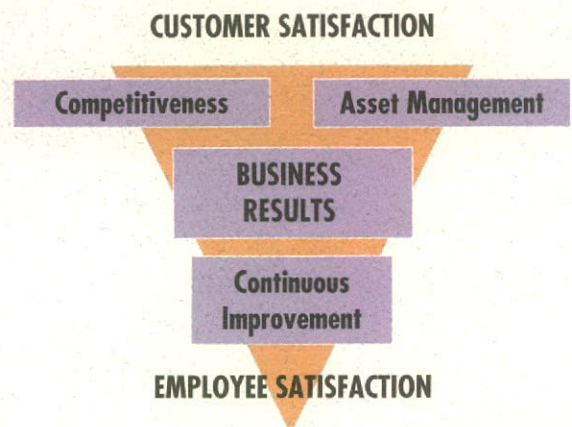 CUSTOMER SATISFACTION
Competitiveness
Asset Management
BUSINESS
RESULTS
Continuous
Improvement
EMPLOYEE SATISFACTION